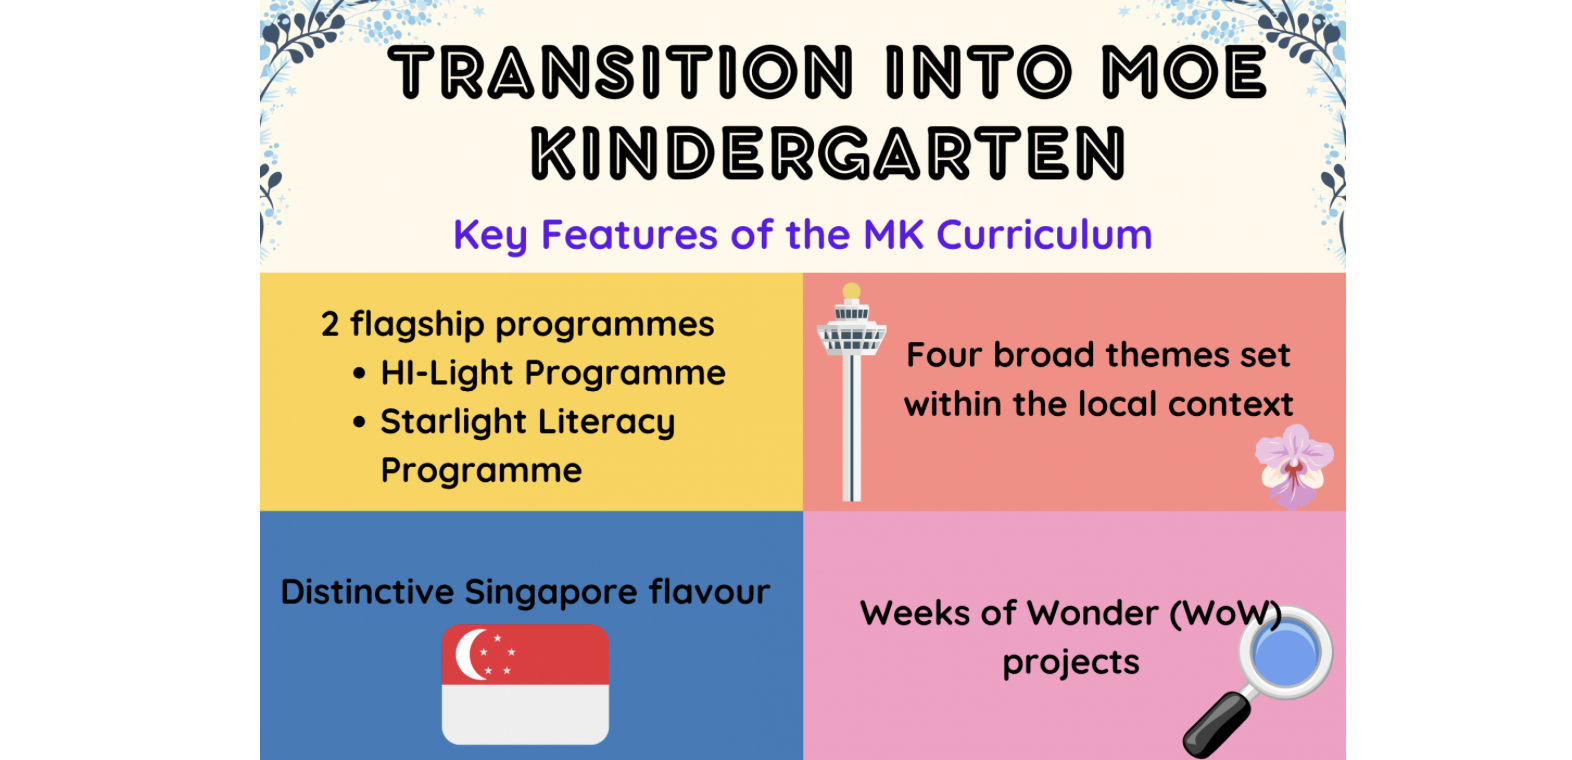 TRANSITION INTO MOE
KINDERGARTEN
Key Features of the MK Curriculum
2 flagship programmes
• HI-Light Programme
• Starlight Literacy
Programme
Four broad themes set
within the local context
Distinctive Singapore flavour
Weeks of Wonder (WoW)
projects